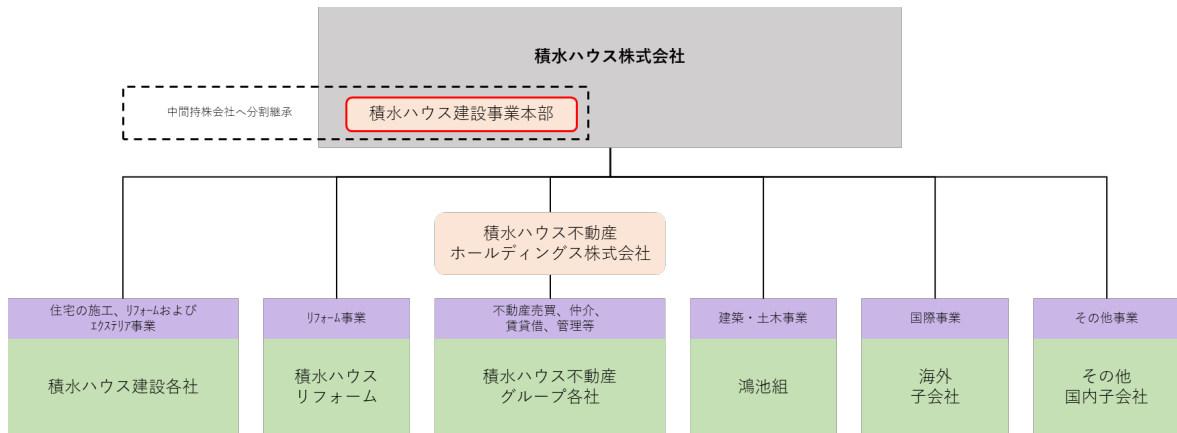 積水ハウス株式会社
中間持株会社へ分割継承
積水ハウス建設事業本部
積水ハウス不動産
ホールディングス株式会社
住宅の施工、ﾘﾌｫｰﾑおよび
ｴｸｽﾃﾘｱ事業
積水ハウス建設各社
ﾘﾌｫｰﾑ事業
積水ハウス
リフォーム
不動産売買、仲介、
賃貸借、管理等
積水ハウス不動産
グループ各社
建築・土木事業
鴻池組
国際事業
海外
子会社
その他事業
その他
国内子会社